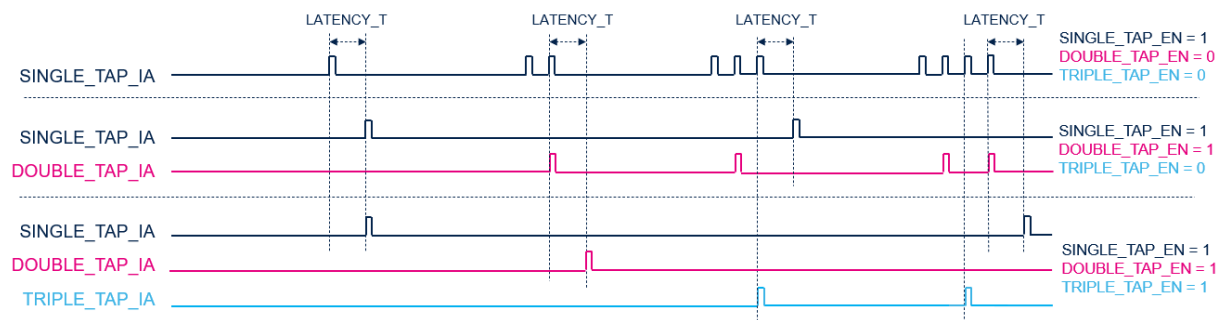 LATENCY_T LATENCY_T LATENCY_T LATENCY_T
SINGLE_TAP_IA
SINGLE_TAP_EN = 1
DOUBLE_TAP_EN = 0
TRIPLE_TAP_EN = 0
SINGLE_TAP_IA
DOUBLE_TAP_IA
SINGLE_TAP_EN = 1
DOUBLE_TAP_EN = 1
TRIPLE_TAP_EN = 0
SINGLE_TAP_IA
DOUBLE_TAP_IA
TRIPLE_TAP_IA
SINGLE_TAP_EN = 1
DOUBLE_TAP_EN = 1
TRIPLE_TAP_EN = 1